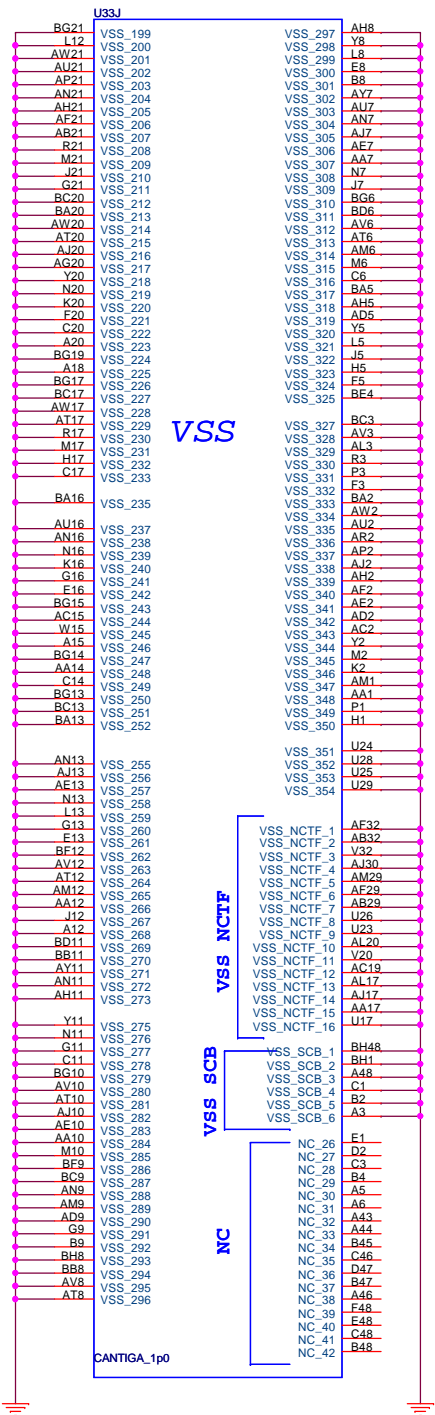 U33J
BG21 VSS_199
L12 VSS_200
AW21 VSS_201
AU21 VSS_202
AP21 VSS_203
AN21 VSS_204
AH21 VSS_205
AF21 VSS_206
AB21 VSS_207
R21 VSS_208
M21 VSS_209
J21 VSS_210
G21 VSS_211
BC20 VSS_212
BA20 VSS_213
AW20 VSS_214
AT20 VSS_215
AJ20 VSS_216
AG20 VSS_217
Y20 VSS_218
N20 VSS_219
K20 VSS_220
F20 VSS_221
C20 VSS_222
A20 VSS_223
BG19 VSS_224
A18 VSS_225
BG17 VSS_226
BC17 VSS_227
AW17 VSS_228
AT17 VSS_229
R17 VSS_230
M17 VSS_231
H17 VSS_232
C17 VSS_233
BA16 VSS_235
AU16 VSS_237
AN16 VSS_238
N16 VSS_239
K16 VSS_240
G16 VSS_241
E16 VSS_242
BG15 VSS_243
AC15 VSS_244
W15 VSS_245
A15 VSS_246
BG14 VSS_247
AA14 VSS_248
C14 VSS_249
BG13 VSS_250
BC13 VSS_251
BA13 VSS_252
AN13 VSS_255
AJ13 VSS_256
AE13 VSS_257
N13 VSS_258
L13 VSS_259
G13 VSS_260
E13 VSS_261
BF12 VSS_262
AV12 VSS_263
AT12 VSS_264
AM12 VSS_265
AA12 VSS_266
J12 VSS_267
A12 VSS_268
BD11 VSS_269
BB11 VSS_270
AY11 VSS_271
AN11 VSS_272
AH11 VSS_273
Y11 VSS_275
N11 VSS_276
G11 VSS_277
C11 VSS_278
BG10 VSS_279
AV10 VSS_280
AT10 VSS_281
AJ10 VSS_282
AE10 VSS_283
AA10 VSS_284
M10 VSS_285
BF9 VSS_286
BC9 VSS_287
AN9 VSS_288
AM9 VSS_289
AD9 VSS_290
G9 VSS_291
B9 VSS_292
BH8 VSS_293
BB8 VSS_294
AV8 VSS_295
AT8 VSS_296
CANTIGA_1p0
VSS
VSS_297 AH8
VSS_298 Y8
VSS_299 L8
VSS_300 E8
VSS_301 B8
VSS_302 AY7
VSS_303 AU7
VSS_304 AN7
VSS_305 AJ7
VSS_306 AE7
VSS_307 AA7
VSS_308 N7
VSS_309 J7
VSS_310 BG6
VSS_311 BD6
VSS_312 AV6
VSS_313 AT6
VSS_314 AM6
VSS_315 M6
VSS_316 C6
VSS_317 BA5
VSS_318 AH5
VSS_319 AD5
VSS_320 Y5
VSS_321 L5
VSS_322 J5
VSS_323 H5
VSS_324 F5
VSS_325 BE4
VSS_327 BC3
VSS_328 AV3
VSS_329 AL3
VSS_330 R3
VSS_331 P3
VSS_332 F3
VSS_333 BA2
VSS_334 AW2
VSS_335 AU2
VSS_336 AR2
VSS_337 AP2
VSS_338 AJ2
VSS_339 AH2
VSS_340 AF2
VSS_341 AE2
VSS_342 AD2
VSS_343 AC2
VSS_344 Y2
VSS_345 M2
VSS_346 K2
VSS_347 AM1
VSS_348 AA1
VSS_349 P1
VSS_350 H1
VSS_351 U24
VSS_352 U28
VSS_353 U25
VSS_354 U29
VSS NCTF
VSS_NCTF_1 AF32
VSS_NCTF_2 AB32
VSS_NCTF_3 V32
VSS_NCTF_4 AJ30
VSS_NCTF_5 AM29
VSS_NCTF_6 AF29
VSS_NCTF_7 AB29
VSS_NCTF_8 U26
VSS_NCTF_9 U23
VSS_NCTF_10 AL20
VSS_NCTF_11 V20
VSS_NCTF_12 AC19
VSS_NCTF_13 AL17
VSS_NCTF_14 AJ17
VSS_NCTF_15 AA17
VSS_NCTF_16 U17
VSS SCB
VSS_SCB_1 BH48
VSS_SCB_2 BH1
VSS_SCB_3 A48
VSS_SCB_4 C1
VSS_SCB_5 B2
VSS_SCB_6 A3
NC
NC_26 E1
NC_27 D2
NC_28 C3
NC_29 B4
NC_30 A5
NC_31 A6
NC_32 A43
NC_33 A44
NC_34 B45
NC_35 C46
NC_36 D47
NC_37 B47
NC_38 A46
NC_39 F48
NC_40 E48
NC_41 C48
NC_42 B48